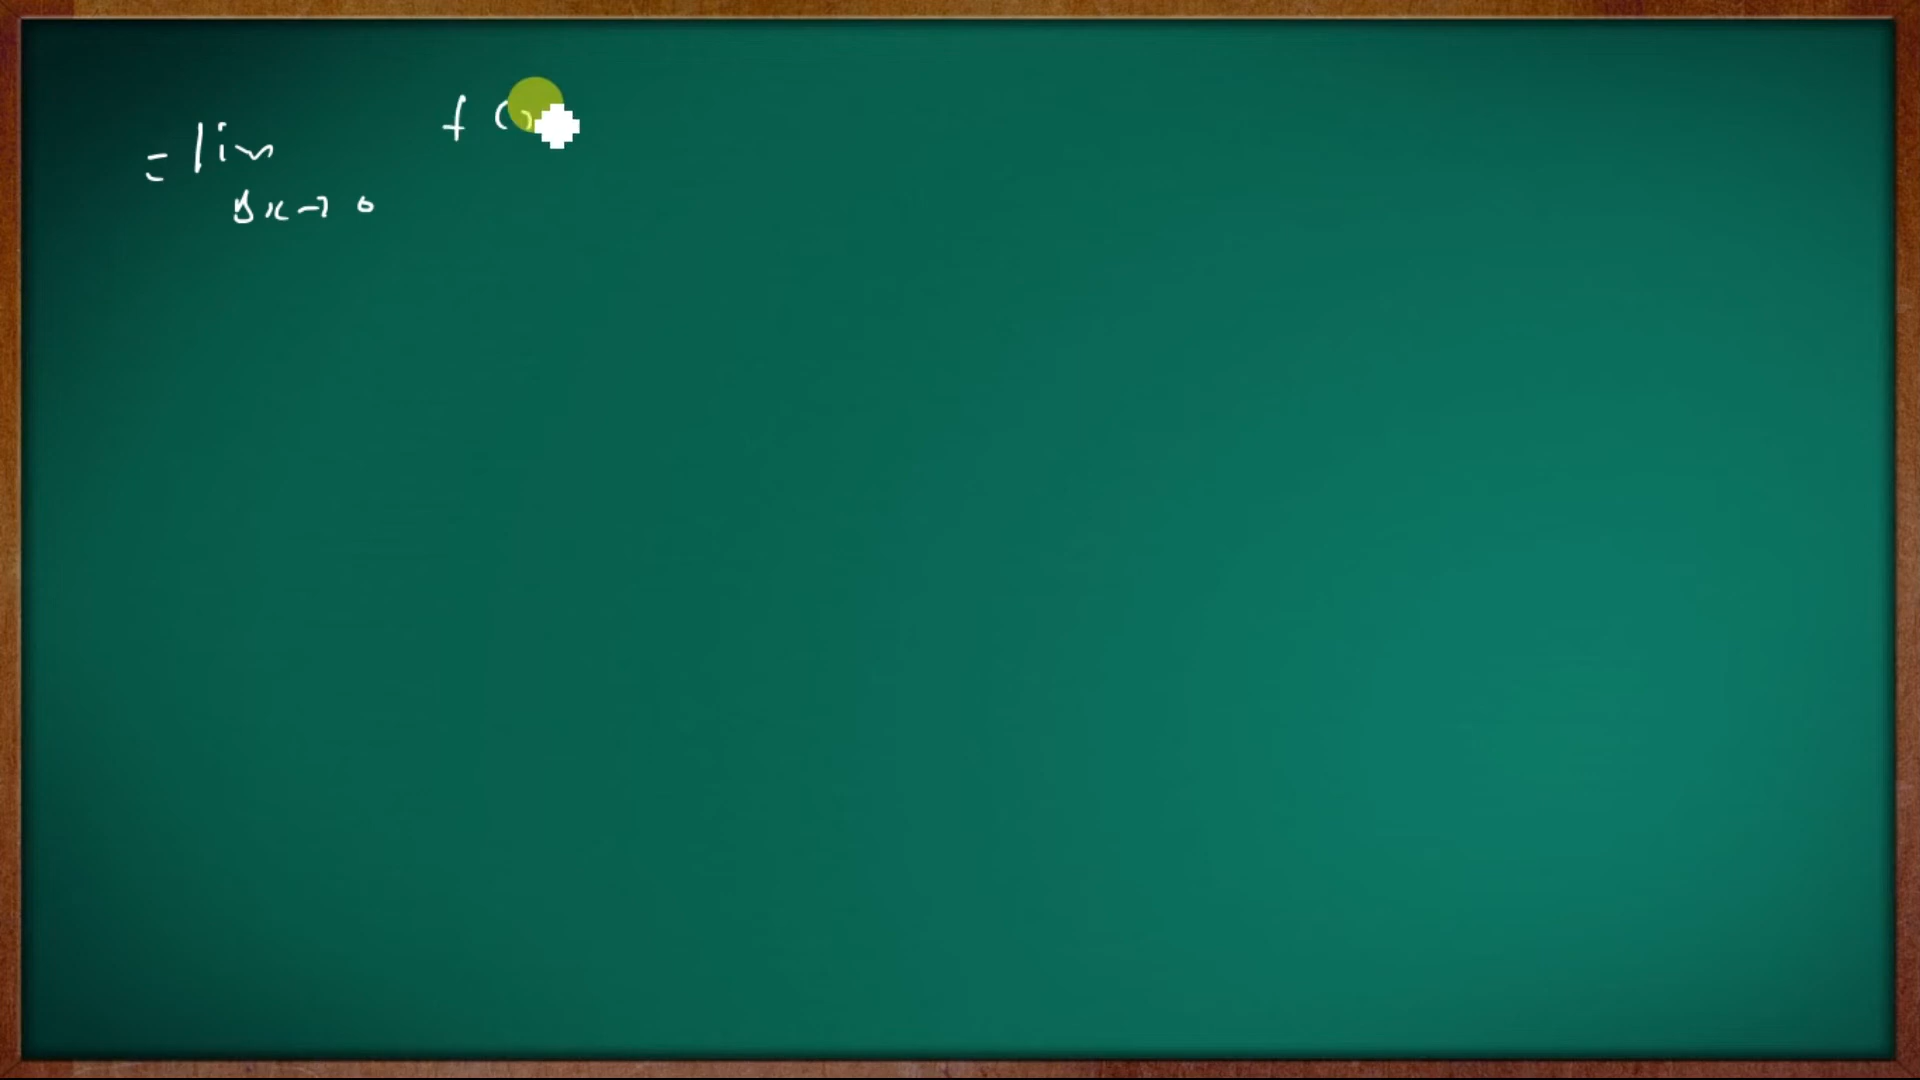 = lim f(x
Δx→0